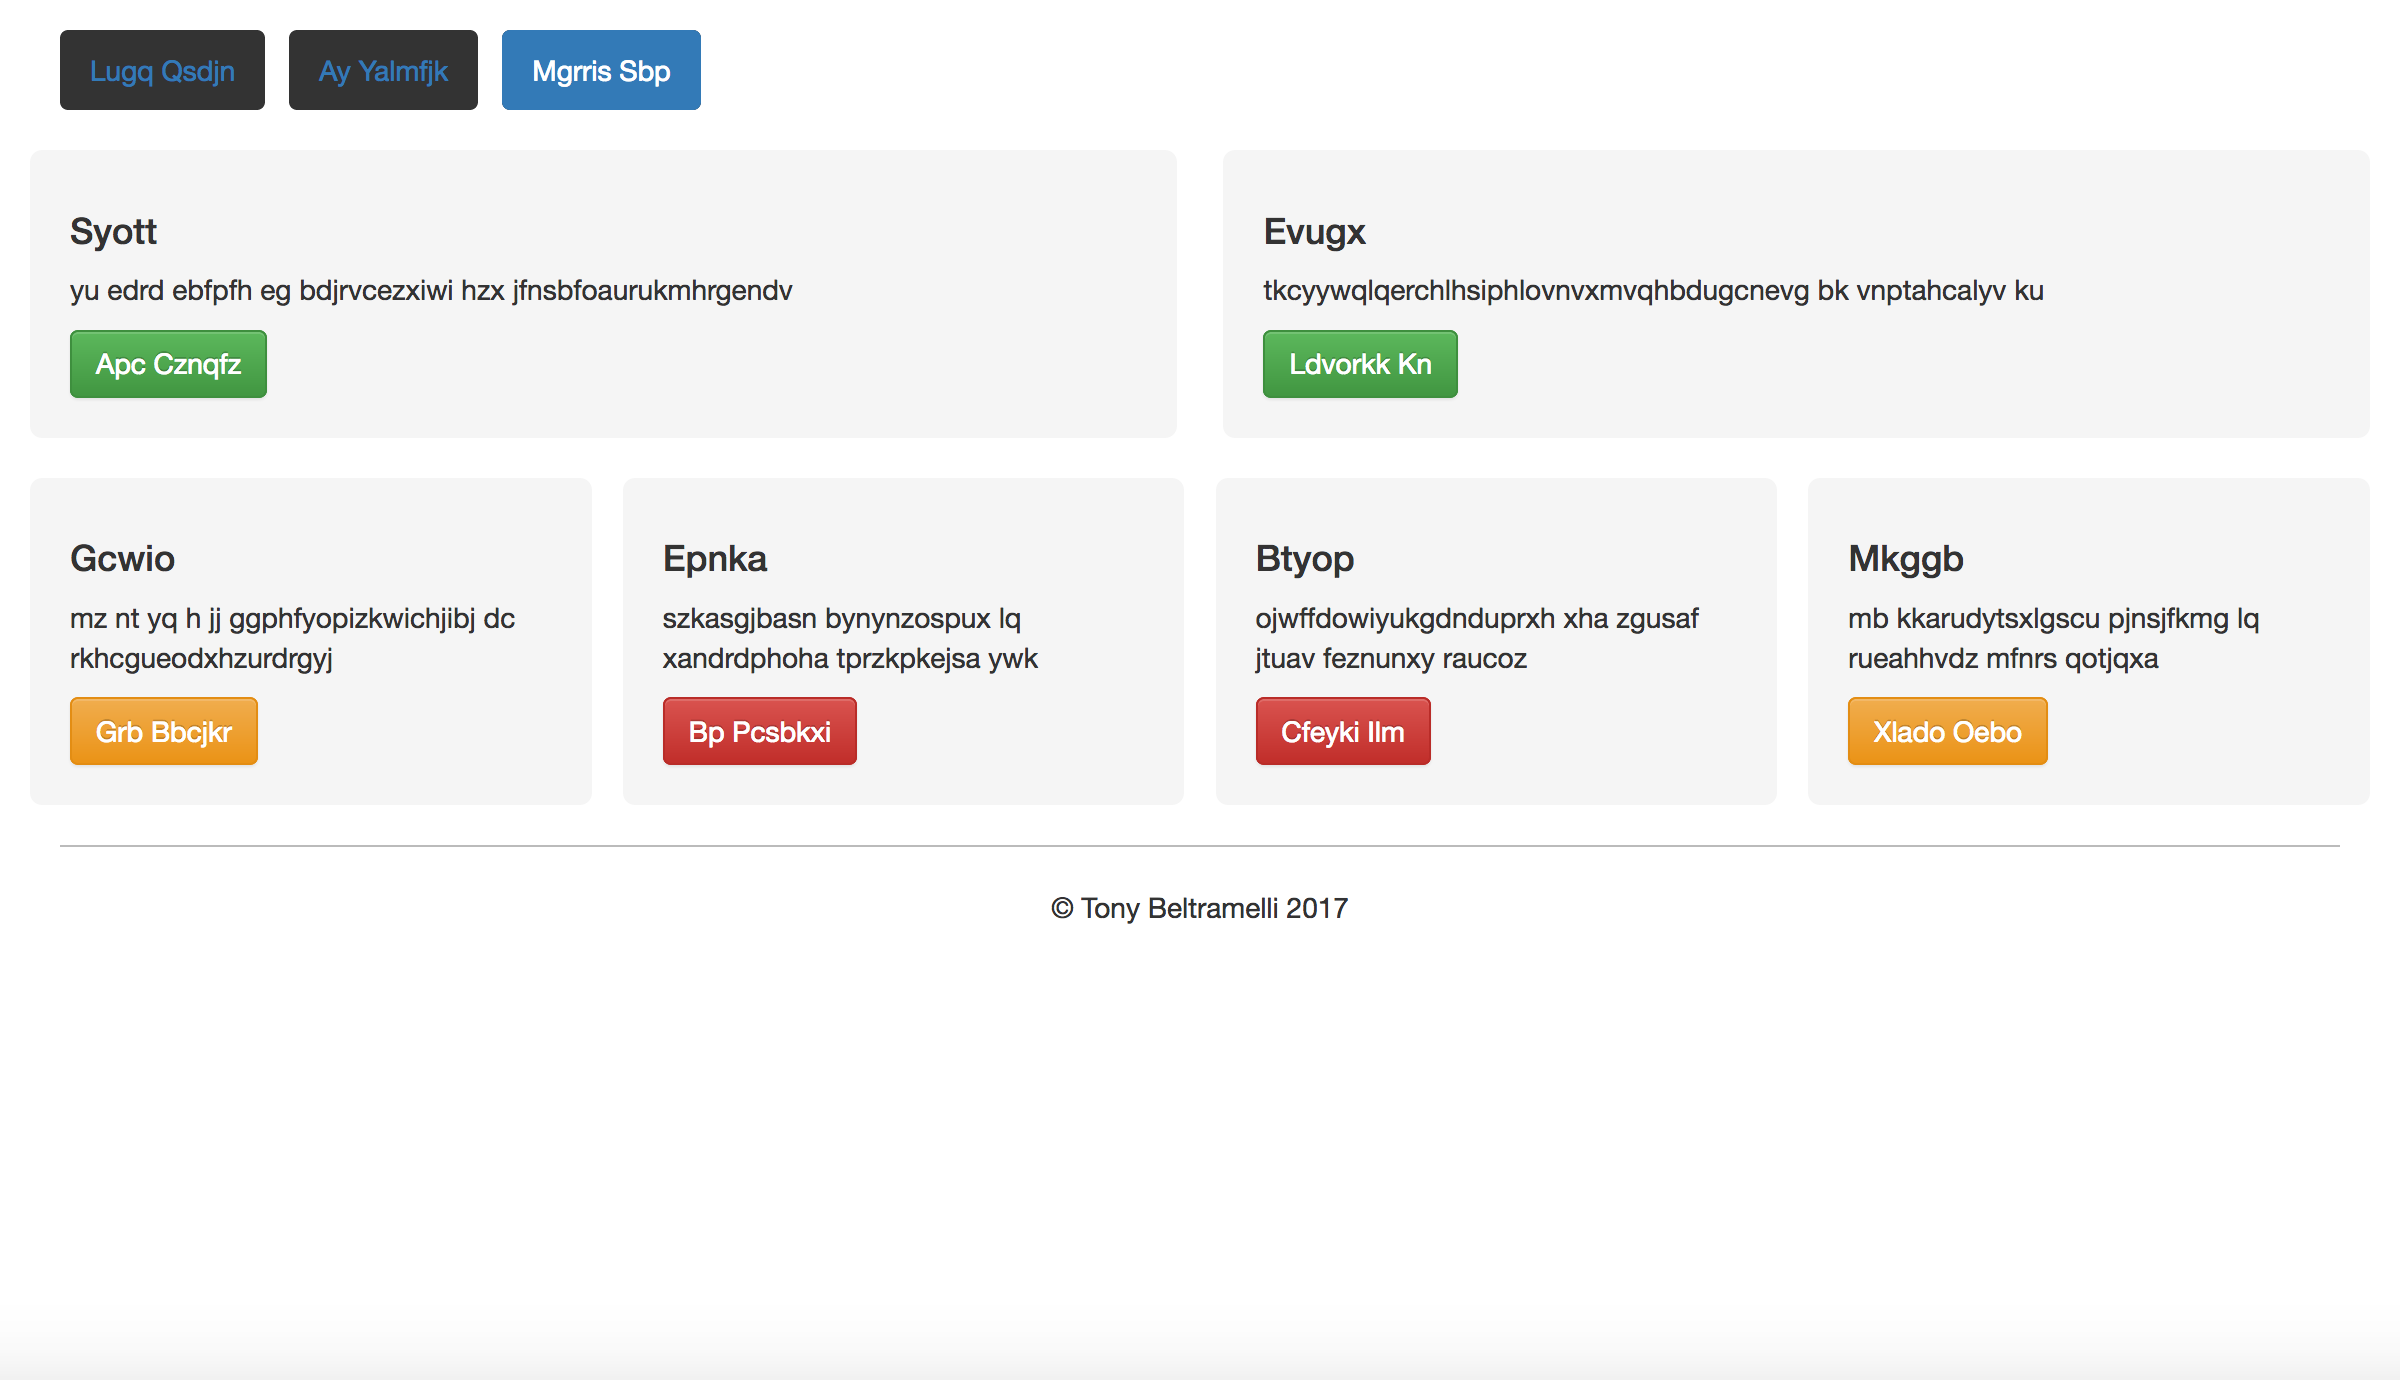 Lugq Qsdjn
Ay Yalmfjk
Mgrris Sbp
Syott
yu edrd ebfpfh eg bdjrvcezxiwi hzx jfnsbfoaurukmhrgendv
Apc Cznqfz
Evugx
tkcyywqlqerchlhsiphlovnvxmvqhbdugcnevg bk vnptahcalyv ku
Ldvorkk Kn
Gcwio
mz nt yq h jj ggphfyopizkwichjibj dc
rkhcgueodxhzurdrgyj
Grb Bbcjkr
Epnka
szkasgjbasn bynynzospux lq
xandrdphoha tprzkpkejsa ywk
Bp Pcsbkxi
Btyop
ojwffdowiyukgdnduprxh xha zgusaf
jtuav feznunxy raucoz
Cfeyki Ilm
Mkggb
mb kkarudytsxlgscu pjnsjfkmg lq
rueahhvdz mfnrs qotjqxa
Xlado Oebo
© Tony Beltramelli 2017